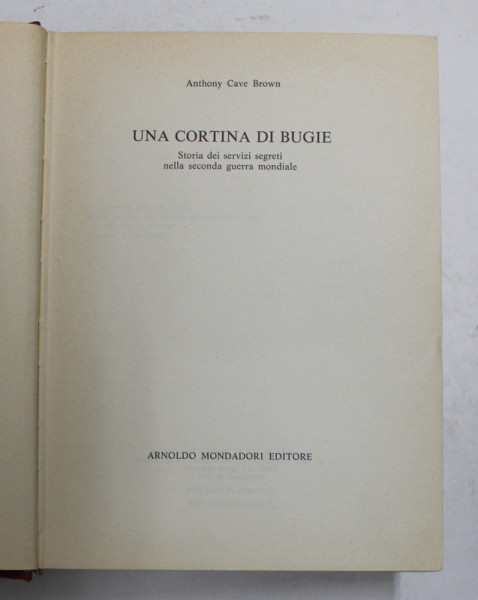 Anthony Cave Brown
UNA CORTINA DI BUGIE
Storia dei servizi segreti
nella seconda guerra mondiale
ARNOLDO MONDADORI EDITORE